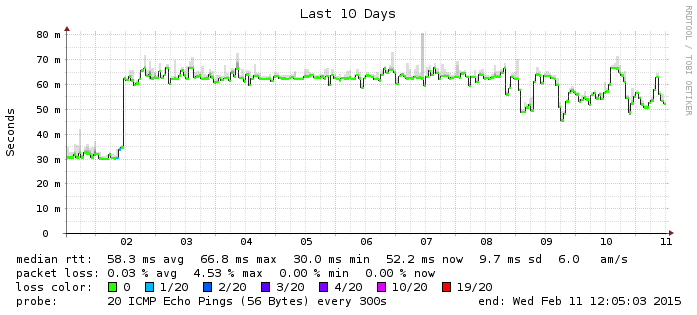 Last 10 Days
RRDTOOL / TOBI OETIKER
Seconds
80 m
70 m
60 m
50 m
40 m
30 m
20 m
10 m
0
02 03 04 05 06 07 08 09 10 11
median rtt: 58.3 ms avg 66.8 ms max 30.0 ms min 52.2 ms now 9.7 ms sd 6.0 am/s
packet loss: 0.03 % avg 4.53 % max 0.00 % min 0.00 % now
loss color: 0 1/20 2/20 3/20 4/20 10/20 19/20
probe: 20 ICMP Echo Pings (56 Bytes) every 300s end: Wed Feb 11 12:05:03 2015